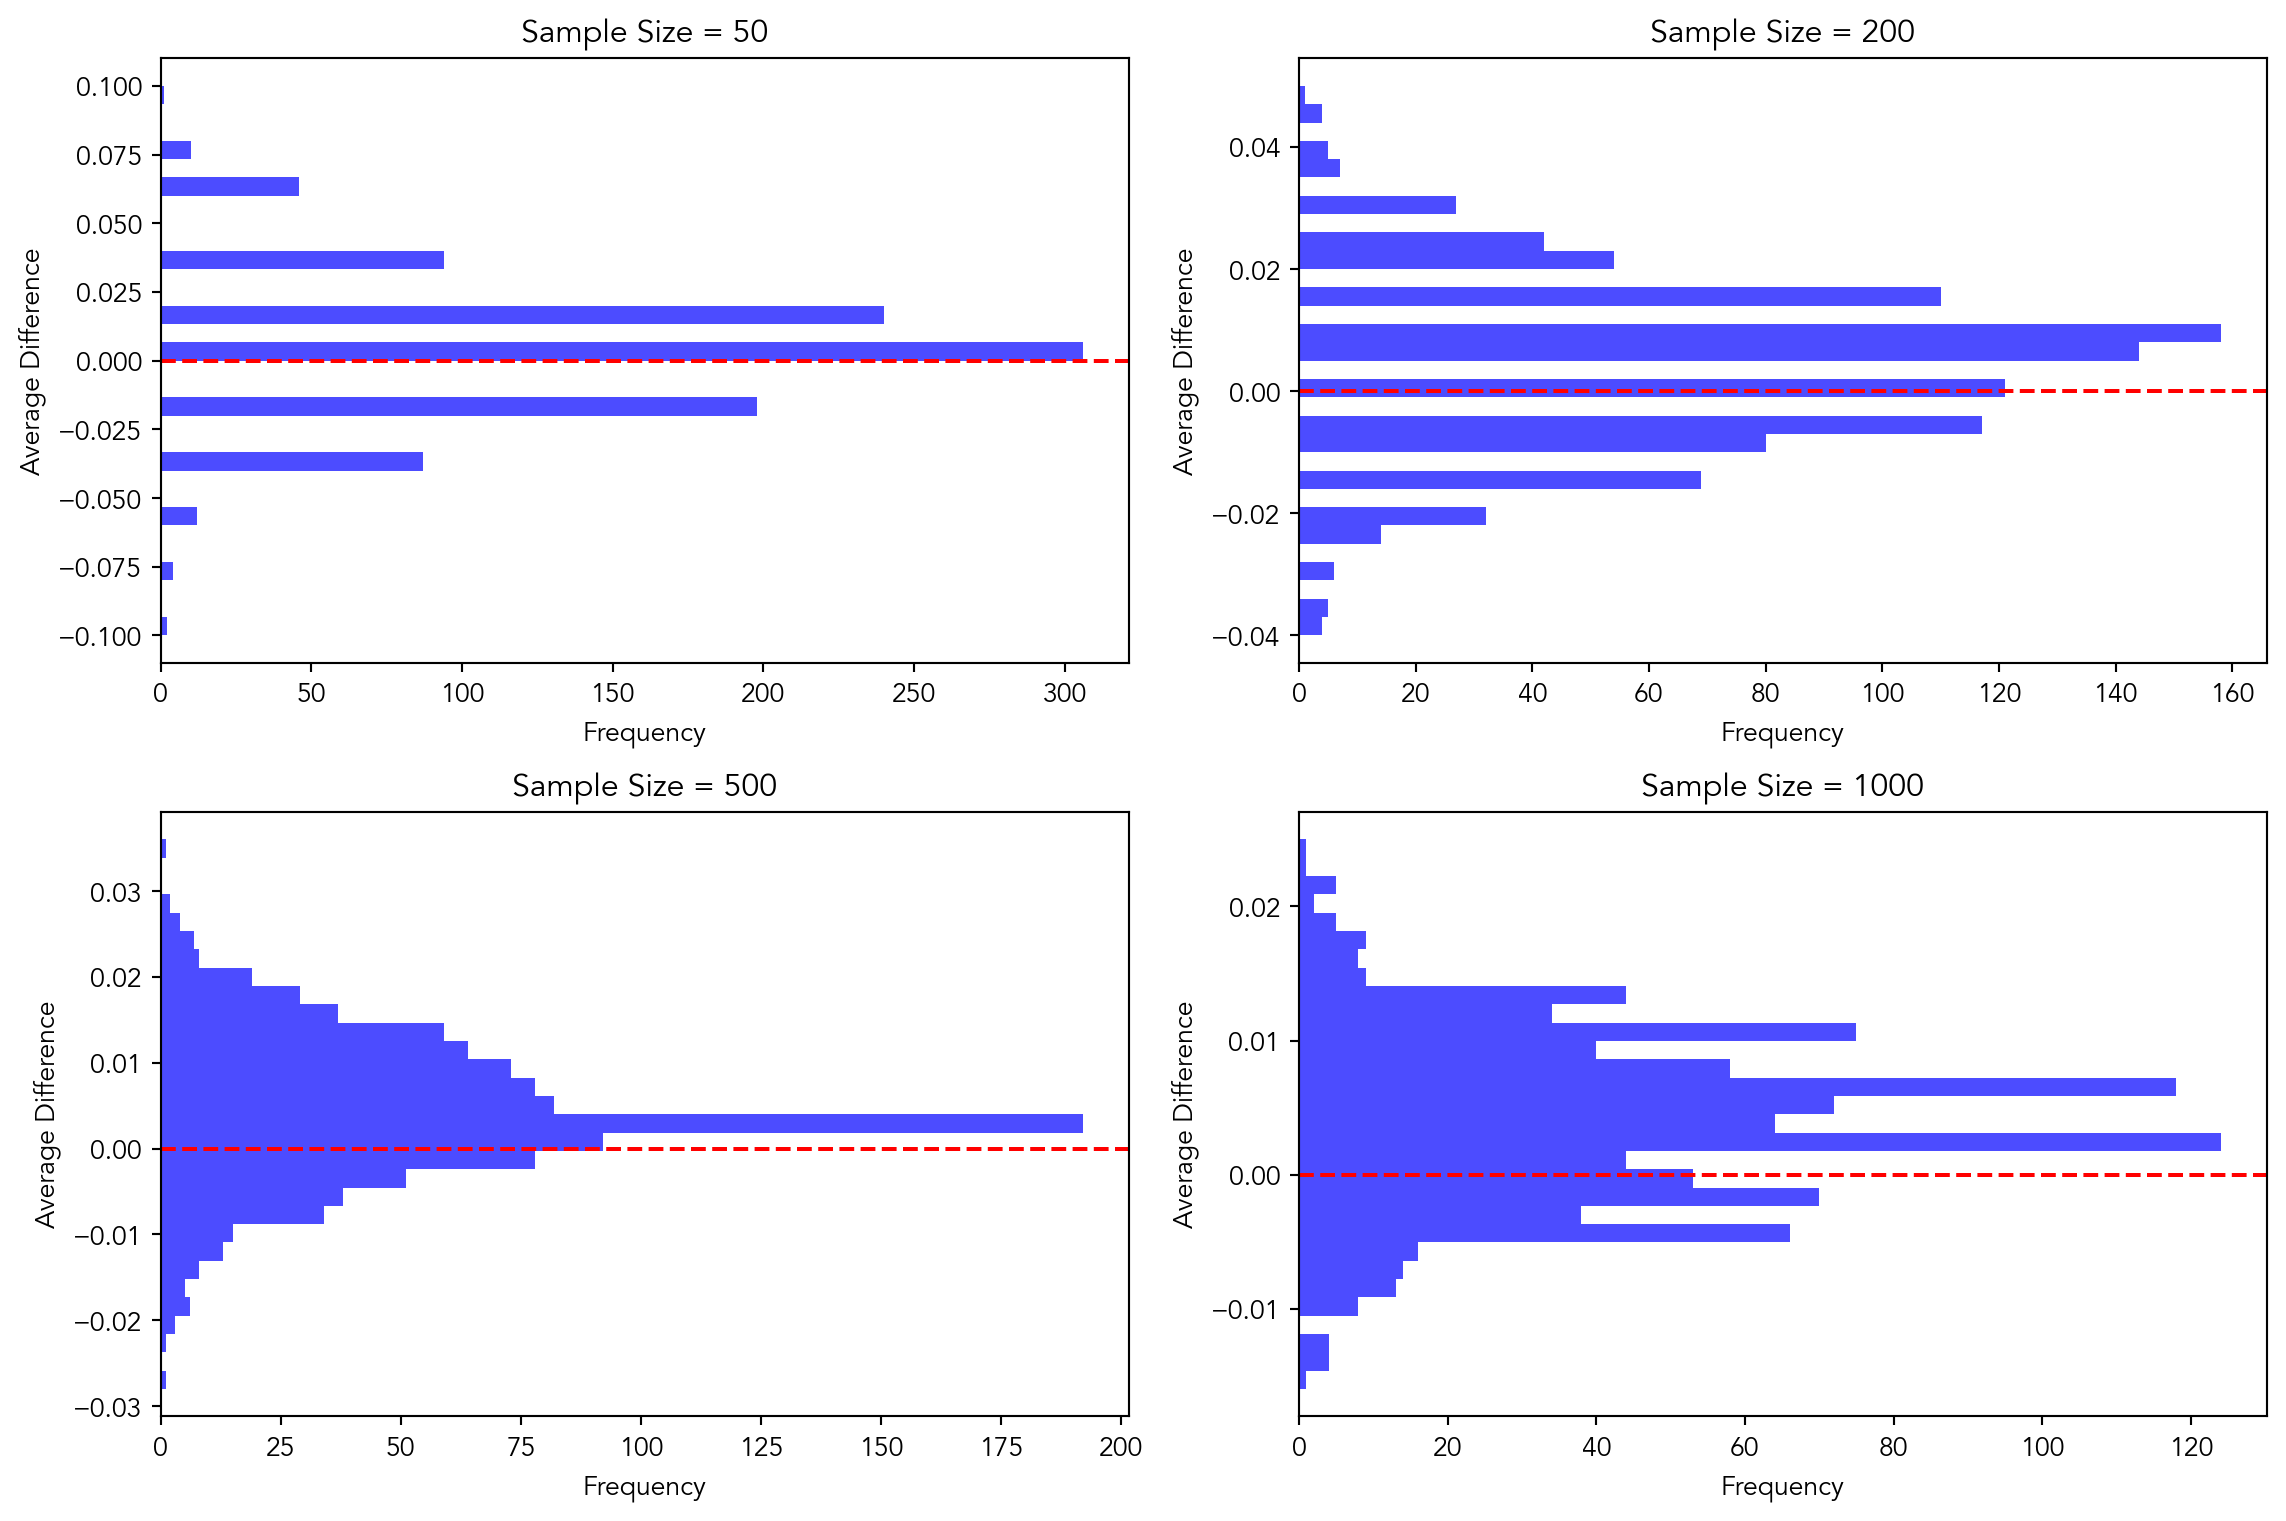 Sample Size = 50
0.100
0.075
0.050
0.025
0.000
−0.025
−0.050
−0.075
−0.100
Average Difference
0 50 100 150 200 250 300
Frequency
Sample Size = 200
0.04
0.02
0.00
−0.02
−0.04
Average Difference
0 20 40 60 80 100 120 140 160
Frequency
Sample Size = 500
0.03
0.02
0.01
0.00
−0.01
−0.02
−0.03
Average Difference
0 25 50 75 100 125 150 175 200
Frequency
Sample Size = 1000
0.02
0.01
0.00
−0.01
Average Difference
0 20 40 60 80 100 120
Frequency